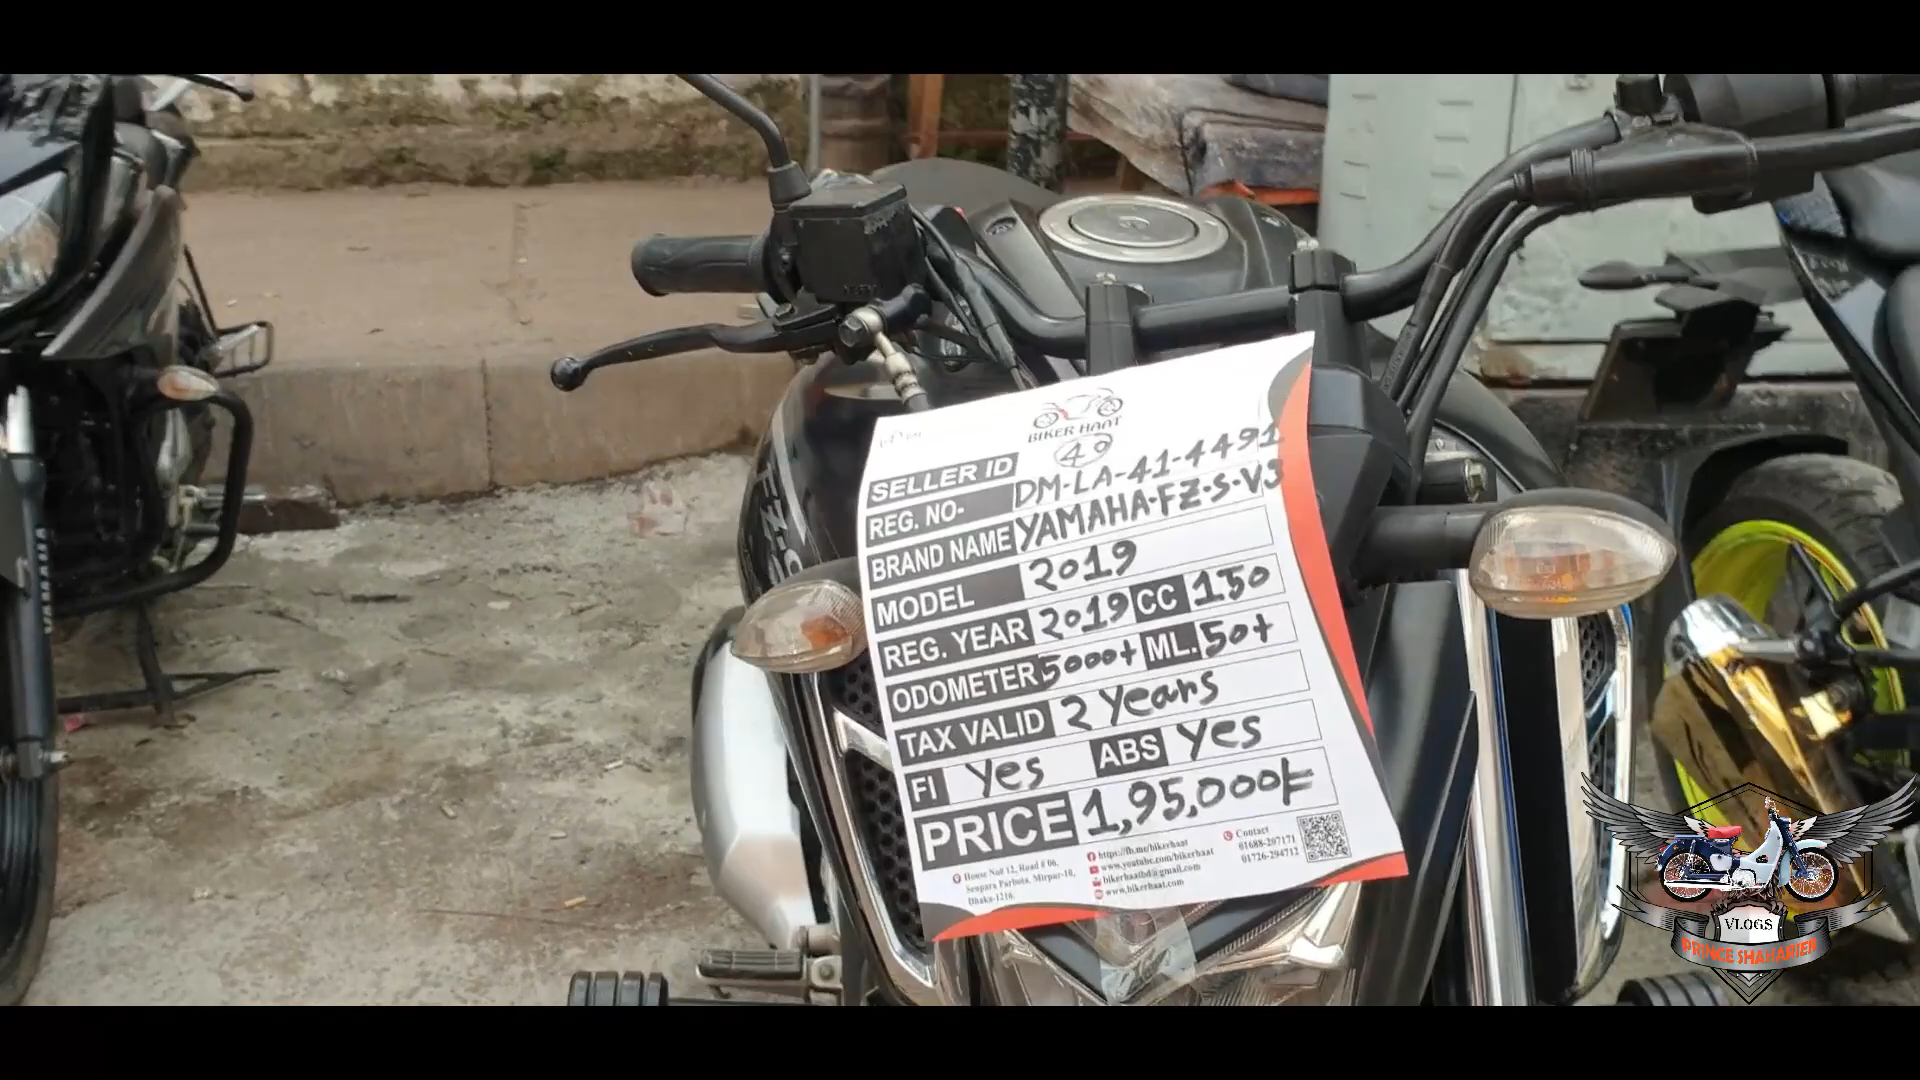 BIKER HAAT
SELLER ID 40
REG. NO- DM-LA-41-4491
BRAND NAME YAMAHA-FZ-S-V3
MODEL 2019
REG. YEAR 2019 CC 150
ODOMETER 5000+ ML. 50+
TAX VALID 2 Years
FI Yes ABS Yes
PRICE 1,95,000/=
House No# 12, Road # 06,
Senpara Parbota, Mirpur-10,
Dhaka-1216.
https://fb.me/bikerhaat
www.youtube.com/bikerhaat
bikerhaatbd@gmail.com
www.bikerhaat.com
Contact
01688-207171
01726-294712
YAMAHA
FZ-S
VLOGS
PRINCE SHAHARIER